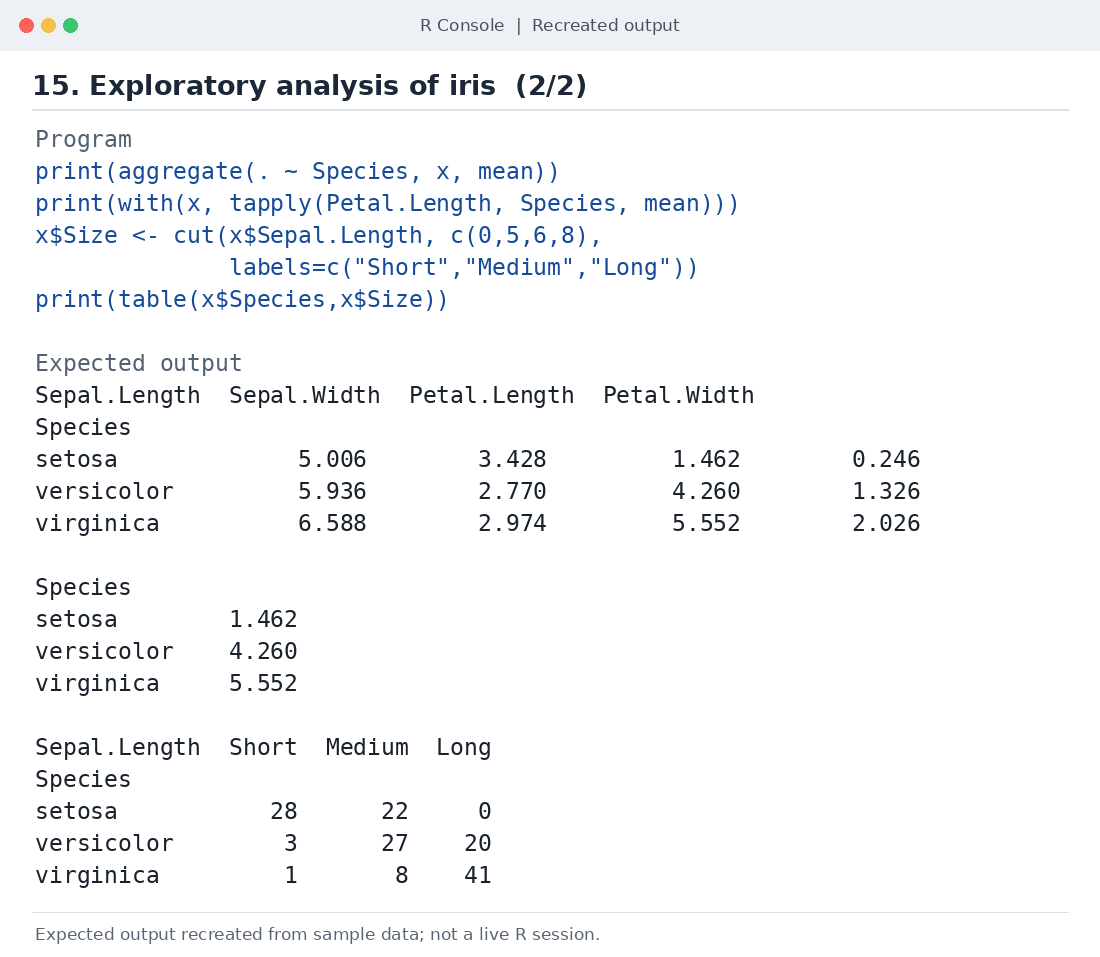 R Console | Recreated output
15. Exploratory analysis of iris (2/2)
Program
print(aggregate(. ~ Species, x, mean))
print(with(x, tapply(Petal.Length, Species, mean)))
x$Size <- cut(x$Sepal.Length, c(0,5,6,8),
              labels=c("Short","Medium","Long"))
print(table(x$Species,x$Size))
Expected output
Sepal.Length  Sepal.Width  Petal.Length  Petal.Width
Species
setosa             5.006        3.428         1.462        0.246
versicolor         5.936        2.770         4.260        1.326
virginica          6.588        2.974         5.552        2.026
Species
setosa        1.462
versicolor    4.260
virginica     5.552
Sepal.Length  Short  Medium  Long
Species
setosa           28      22     0
versicolor        3      27    20
virginica         1       8    41
Expected output recreated from sample data; not a live R session.